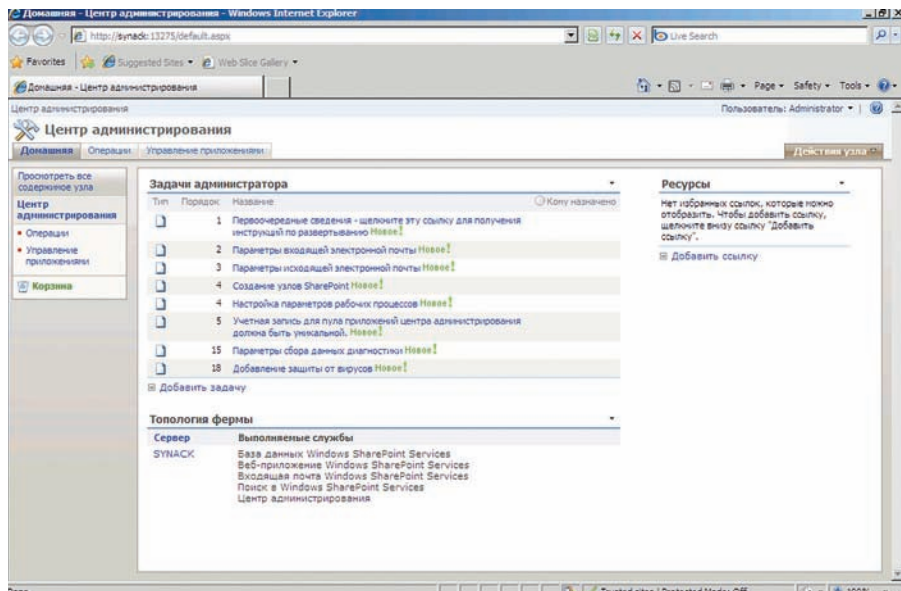 Домашняя - Центр администрирования - Windows Internet Explorer
http://synack:13275/default.aspx
Live Search
Favorites Suggested Sites Web Slice Gallery
Домашняя - Центр администрирования
Page Safety Tools
Центр администрирования
Пользователь: Administrator
Центр администрирования
Домашняя Операции Управление приложениями
Действия узла
Просмотреть все содержимое узла
Центр администрирования
Операции
Управление приложениями
Корзина
Задачи администратора
Тип Порядок Название Кому назначено
1 Первоочередные сведения - щелкните эту ссылку для получения
инструкций по развертыванию Новое!
2 Параметры входящей электронной почты Новое!
3 Параметры исходящей электронной почты Новое!
4 Создание узлов SharePoint Новое!
4 Настройка параметров рабочих процессов Новое!
5 Учетная запись для пула приложений центра администрирования
должна быть уникальной. Новое!
15 Параметры сбора данных диагностики Новое!
18 Добавление защиты от вирусов Новое!
Добавить задачу
Топология фермы
Сервер Выполняемые службы
SYNACK База данных Windows SharePoint Services
Веб-приложение Windows SharePoint Services
Входящая почта Windows SharePoint Services
Поиск в Windows SharePoint Services
Центр администрирования
Ресурсы
Нет избранных ссылок, которые можно
отобразить. Чтобы добавить ссылку,
щелкните внизу ссылку "Добавить
ссылку".
Добавить ссылку
Trusted sites | Protected Mode: Off 100%